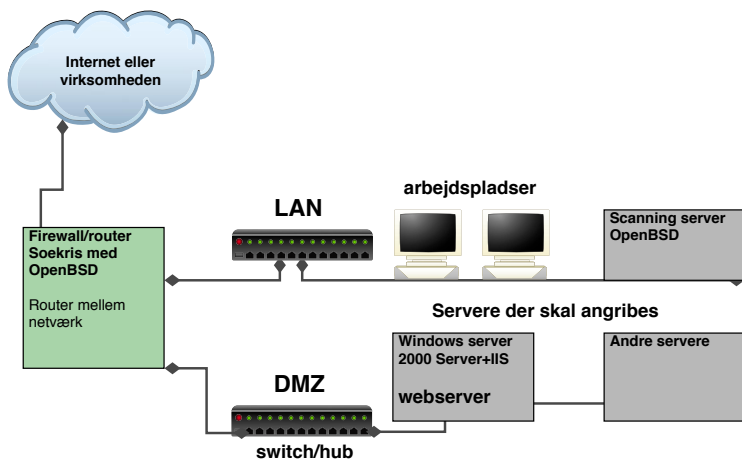 Internet eller
virksomheden
Firewall/router
Soekris med
OpenBSD
Router mellem
netværk
LAN
arbejdspladser
Scanning server
OpenBSD
Servere der skal angribes
Windows server
2000 Server+IIS
webserver
Andre servere
DMZ
switch/hub